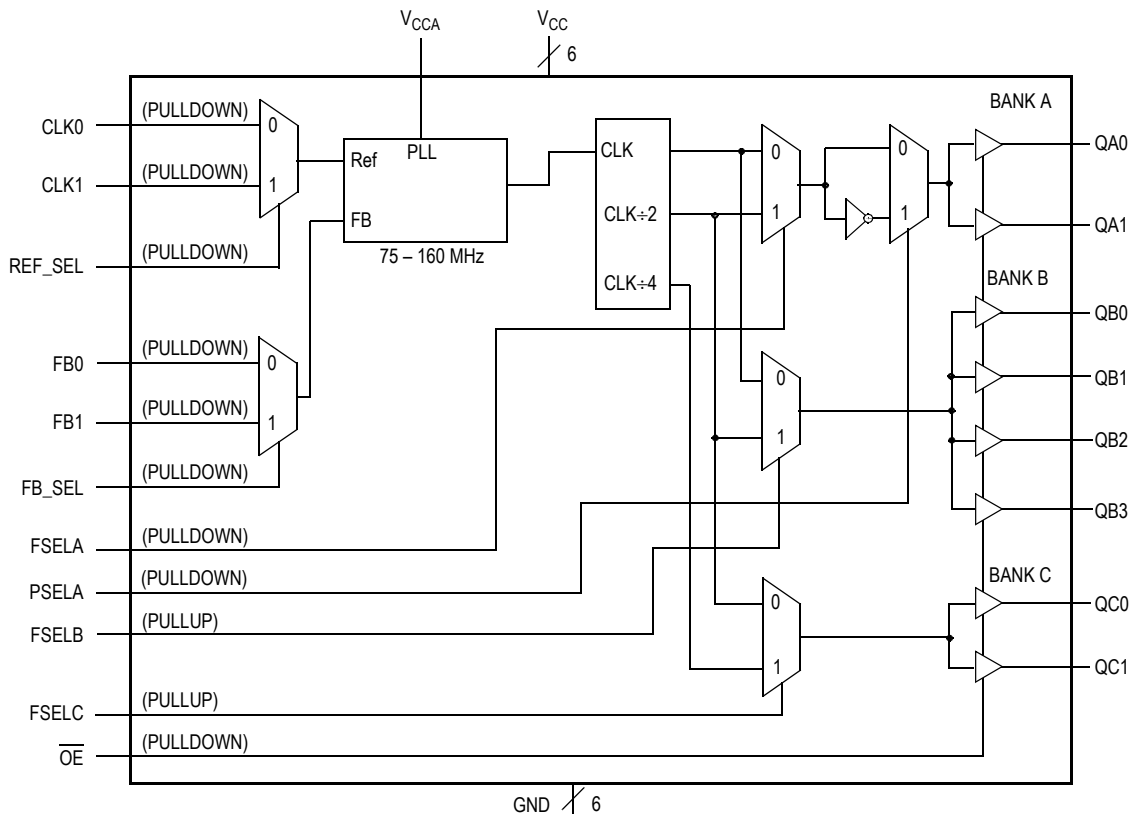 VCCA
VCC
6
BANK A
CLK0
(PULLDOWN)
0
CLK1
(PULLDOWN)
1
Ref
PLL
FB
75 – 160 MHz
REF_SEL
(PULLDOWN)
CLK
CLK÷2
CLK÷4
0
1
0
1
QA0
QA1
BANK B
FB0
(PULLDOWN)
0
FB1
(PULLDOWN)
1
FB_SEL
(PULLDOWN)
0
1
QB0
QB1
QB2
QB3
FSELA
(PULLDOWN)
PSELA
(PULLDOWN)
FSELB
(PULLUP)
BANK C
0
1
QC0
QC1
FSELC
(PULLUP)
OE
(PULLDOWN)
GND
6